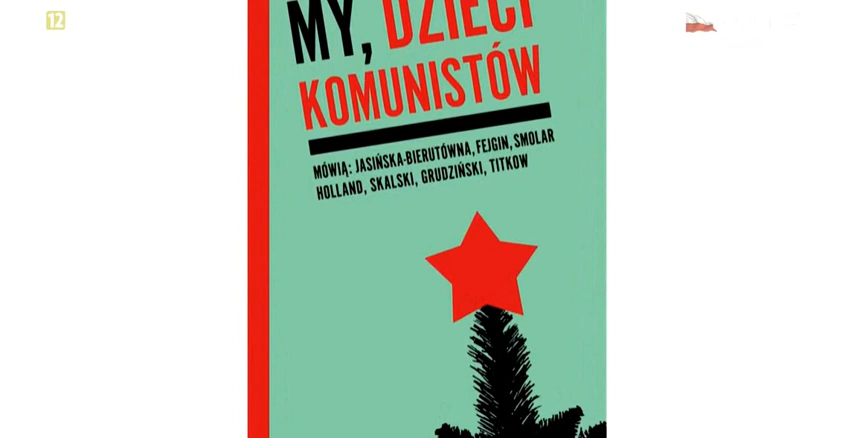 12
MY, DZIECI
KOMUNISTÓW
MÓWIĄ: JASIŃSKA-BIERUTÓWNA, FEJGIN, SMOLAR
HOLLAND, SKALSKI, GRUDZIŃSKI, TITKOW